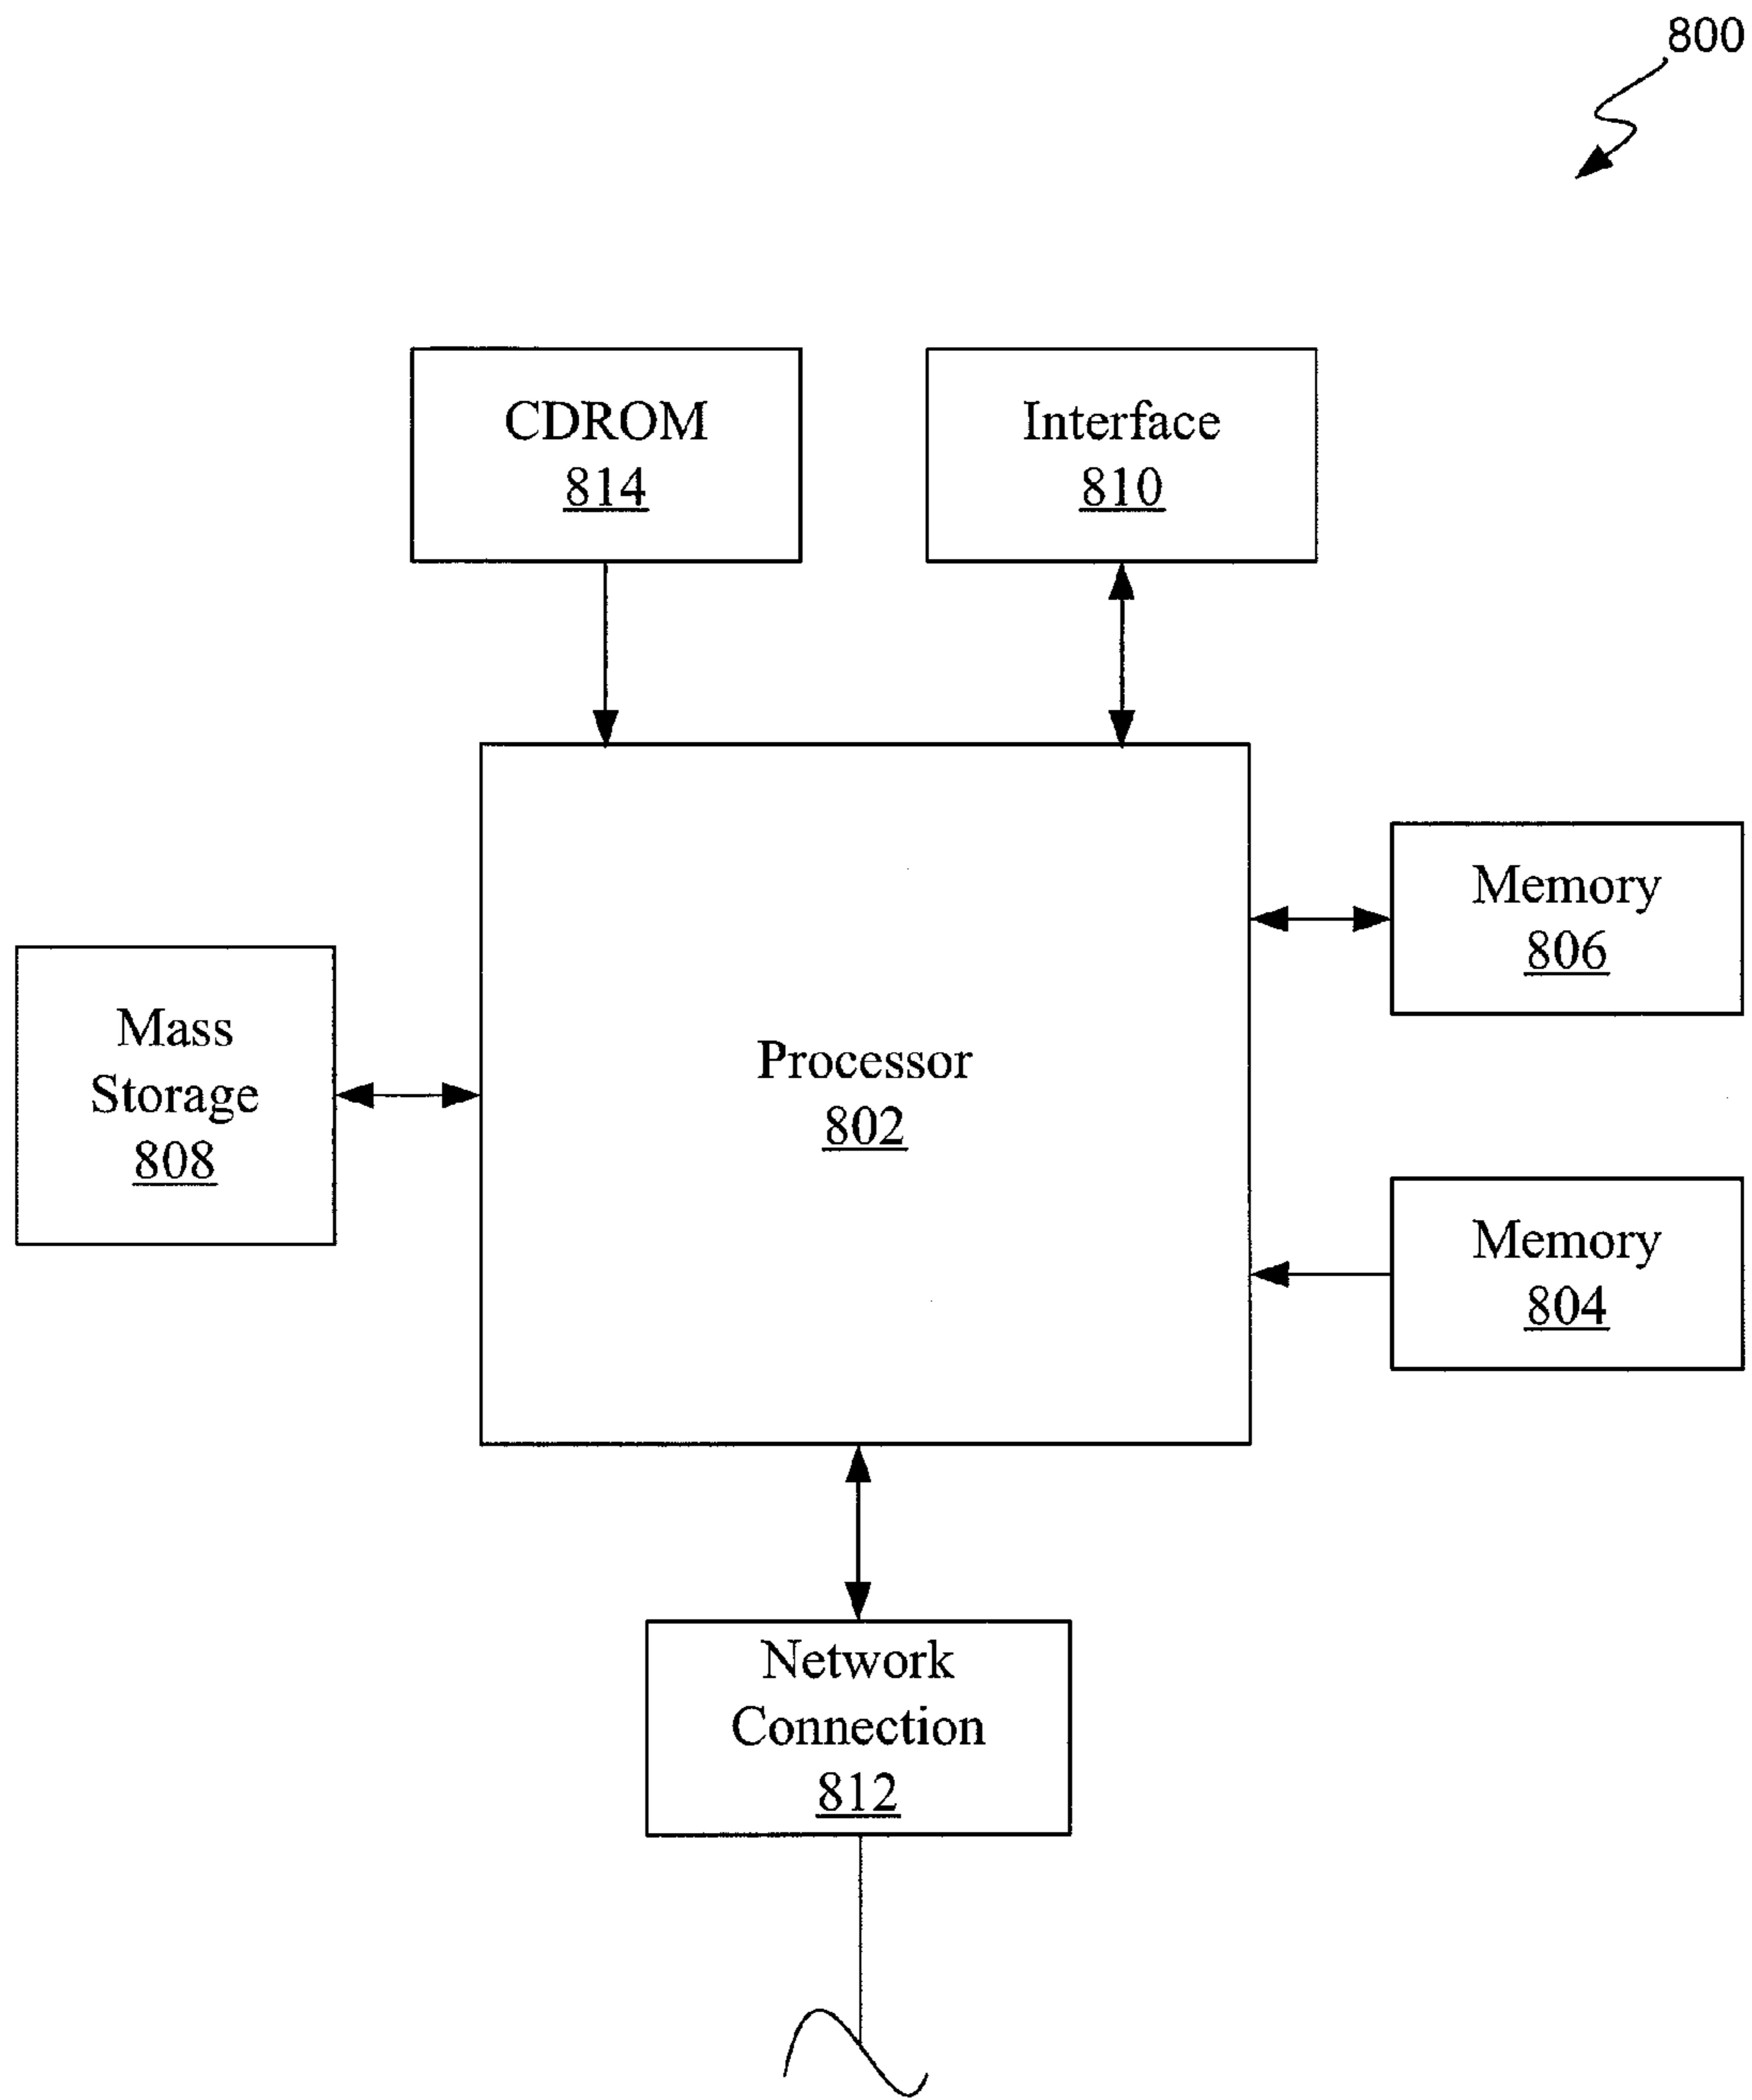 800
CDROM
814
Interface
810
Memory
806
Mass
Storage
808
Processor
802
Memory
804
Network
Connection
812